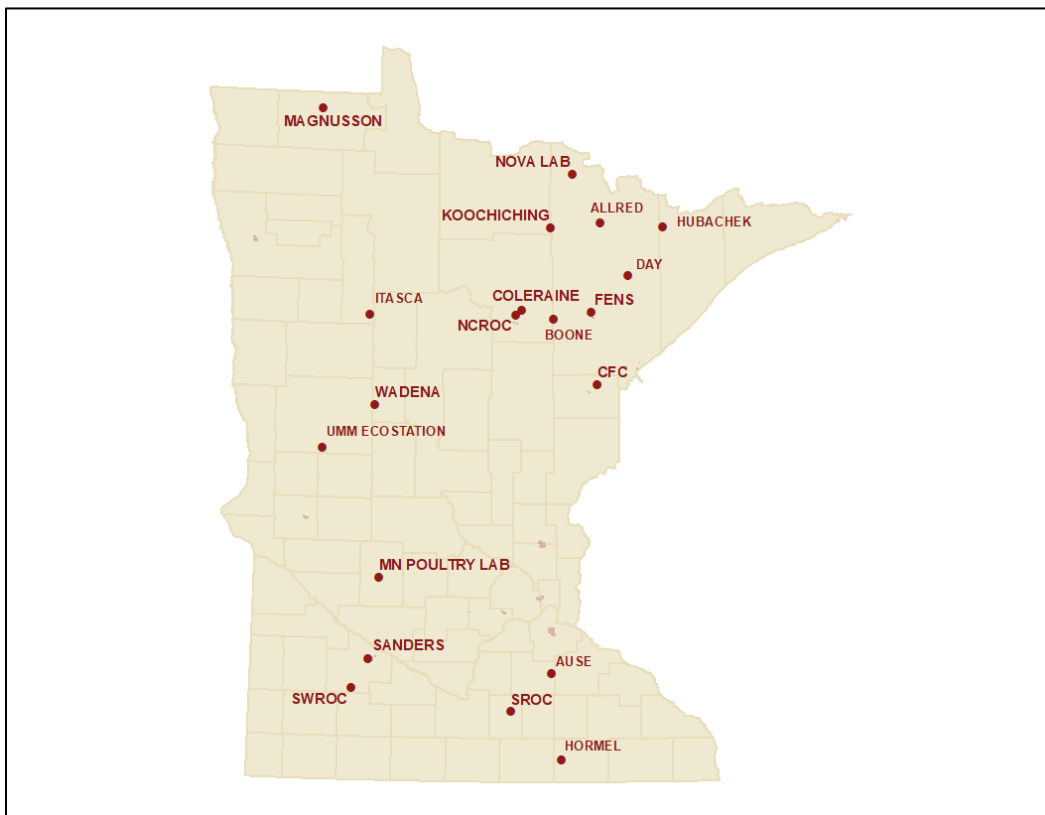 MAGNUSSON
NOVA LAB
ALLRED
KOOCHICHING
HUBACHEK
DAY
ITASCA
COLERAINE
FENS
NCROC
BOONE
CFC
WADENA
UMM ECOSTATION
MN POULTRY LAB
SANDERS
AUSE
SWROC
SROC
HORMEL